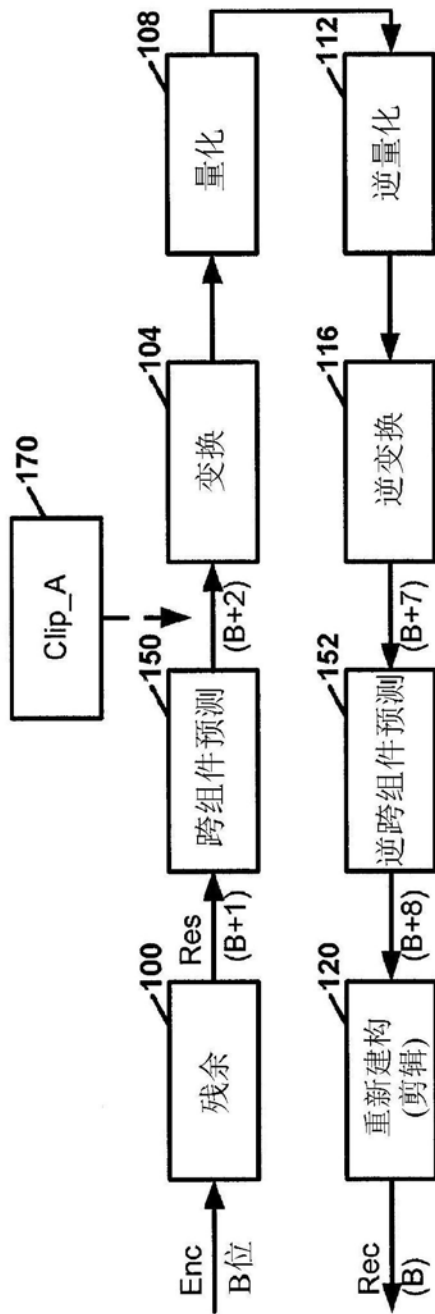 170
Clip_A
Enc
B位
100
残余
Res
(B+1)
150
跨组件预测
(B+2)
104
变换
108
量化
112
逆量化
116
逆变换
(B+7)
152
逆跨组件预测
(B+8)
120
重新建构
(剪辑)
Rec
(B)